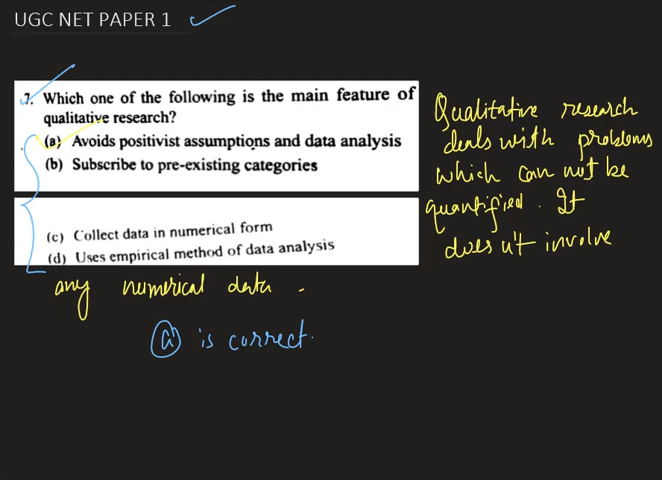 UGC NET PAPER 1
7. Which one of the following is the main feature of
qualitative research?
(a) Avoids positivist assumptions and data analysis
(b) Subscribe to pre-existing categories
(c) Collect data in numerical form
(d) Uses empirical method of data analysis
Qualitative research
deals with problems
which can not be
quantified. It
does n't involve
any numerical data.
(a) is correct.